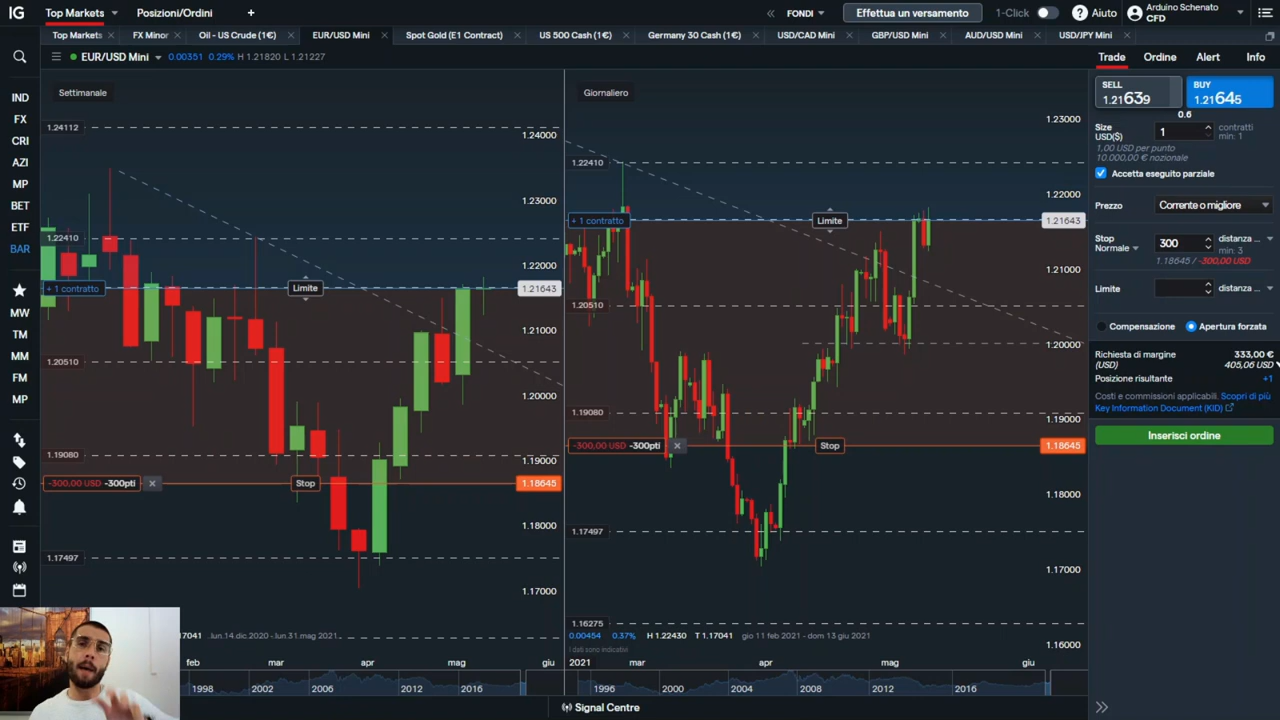 IG
Top Markets
Posizioni/Ordini
+
FONDI
Effettua un versamento
1-Click
Aiuto
Arduino Schenato
CFD
Top Markets
FX Minor
Oil - US Crude (1€)
EUR/USD Mini
Spot Gold (E1 Contract)
US 500 Cash (1€)
Germany 30 Cash (1€)
USD/CAD Mini
GBP/USD Mini
AUD/USD Mini
USD/JPY Mini
EUR/USD Mini
0.00351 0.29% H 1.21820 L 1.21227
IND
FX
CRI
AZI
MP
BET
ETF
BAR
MW
TM
MM
FM
MP
Settimanale
1.24112
1.22410
+ 1 contratto
Limite
1.20510
1.19080
-300,00 USD -300pti
Stop
1.17497
1.24000
1.23000
1.22000
1.21643
1.21000
1.20000
1.19000
1.18645
1.18000
1.17000
17041
lun.14.dic.2020 - lun.31.mag.2021
feb
mar
apr
mag
giu
1998
2002
2006
2012
2016
Giornaliero
1.22410
+ 1 contratto
Limite
1.20510
1.19080
-300,00 USD -300pti
Stop
1.17497
1.16275
1.23000
1.22000
1.21643
1.21000
1.20000
1.19000
1.18645
1.18000
1.17000
1.16000
0.00454 0.37% H 1.22430 T 1.17041 gio 11 feb 2021 - dom 13 giu 2021
I dati sono indicativi
2021
mar
apr
mag
giu
1996
2000
2004
2008
2012
2016
Signal Centre
Trade
Ordine
Alert
Info
SELL
1.21639
BUY
1.21645
0.6
Size
USD($)
1
contratti
min: 1
1,00 USD per punto
10.000,00 € nozionale
Accetta eseguito parziale
Prezzo
Corrente o migliore
Stop
Normale
300
distanza ...
min: 3
1.18645 / -300,00 USD
Limite
distanza ...
Compensazione
Apertura forzata
Richiesta di margine
(USD)
333,00 €
405,06 USD
Posizione risultante
+1
Costi e commissioni applicabili. Scopri di più
Key Information Document (KID)
Inserisci ordine